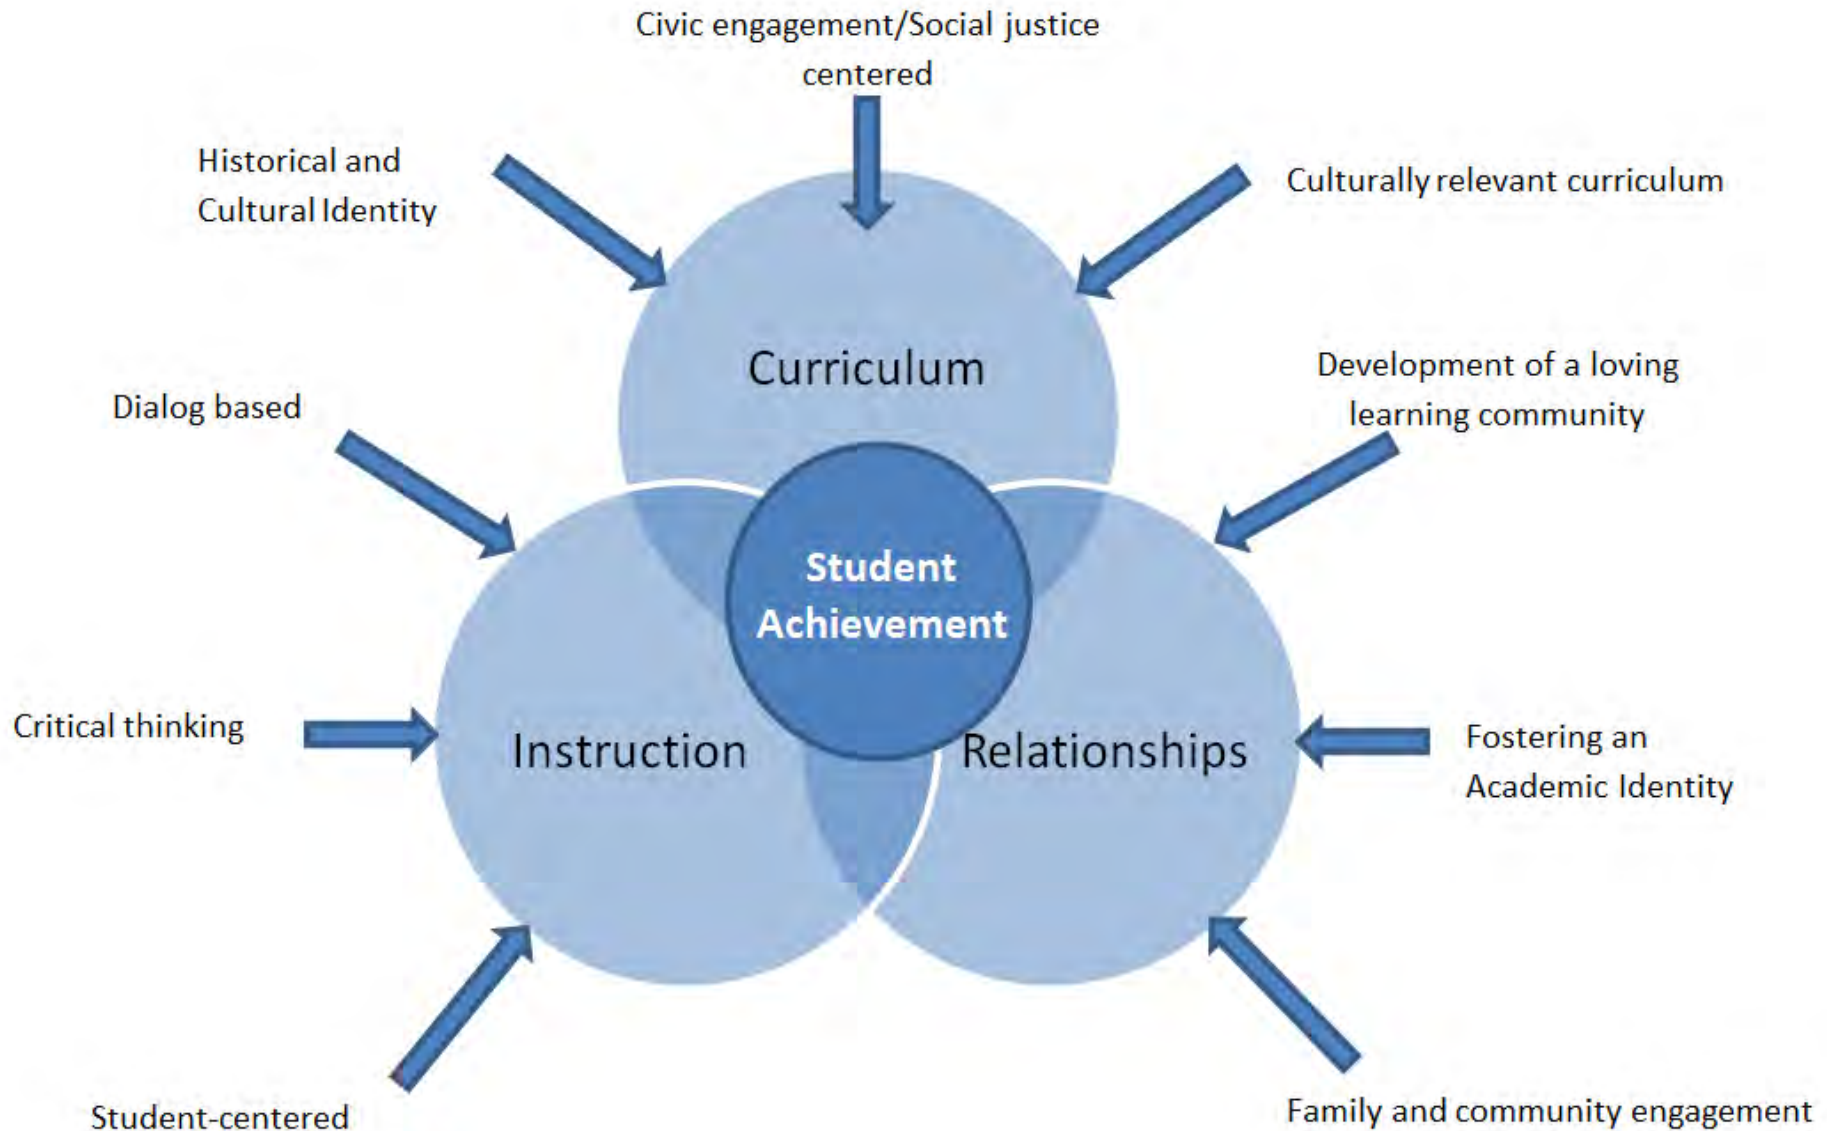 Civic engagement/Social justice
centered
Historical and
Cultural Identity
Culturally relevant curriculum
Curriculum
Development of a loving
learning community
Dialog based
Student
Achievement
Critical thinking
Instruction
Relationships
Fostering an
Academic Identity
Student-centered
Family and community engagement